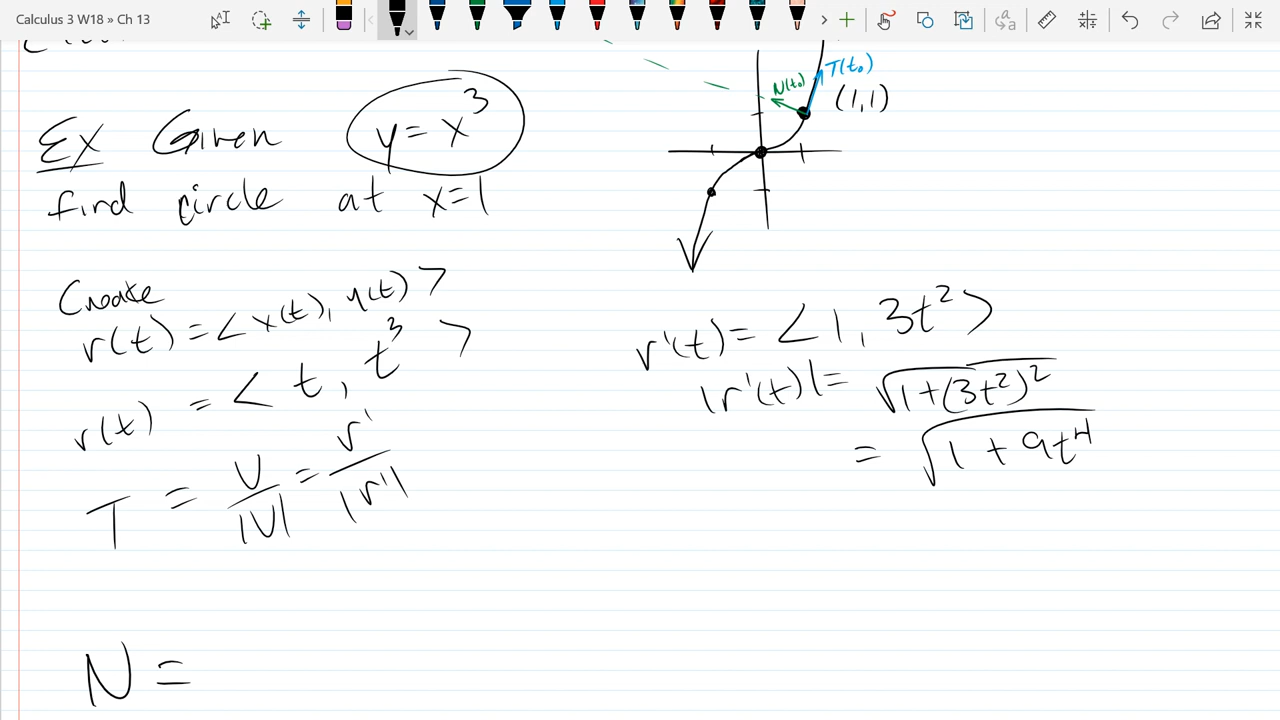 Calculus 3 W18 » Ch 13
EX Given y = x^3
find circle at x=1
N(t₀)
T(t₀)
(1,1)
Create
r(t) = < x(t), y(t) >
r(t) = < t, t^3 >
T = V/|V| = r'/|r'|
N =
r'(t) = < 1, 3t^2 >
|r'(t)| = √1+(3t^2)^2
= √1 + 9t^4